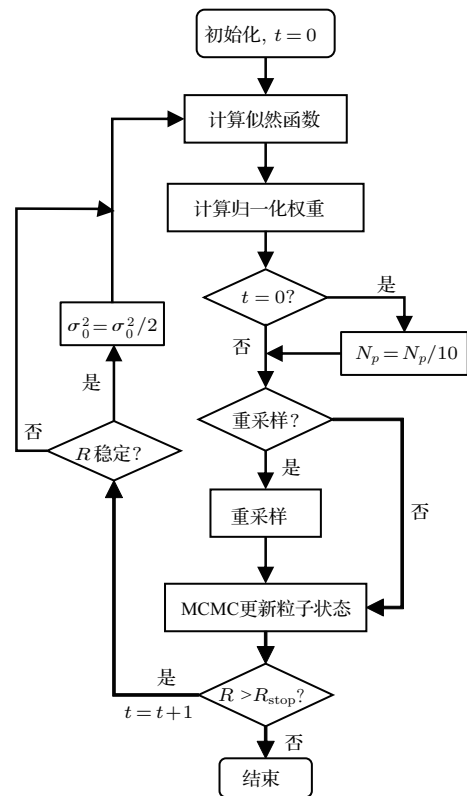 初始化, t=0
计算似然函数
计算归一化权重
t=0?
是
否
N_p=N_p/10
σ_0^2=σ_0^2/2
是
重采样?
否
R稳定?
是
重采样
否
MCMC更新粒子状态
是
R>R_stop?
t=t+1
否
结束